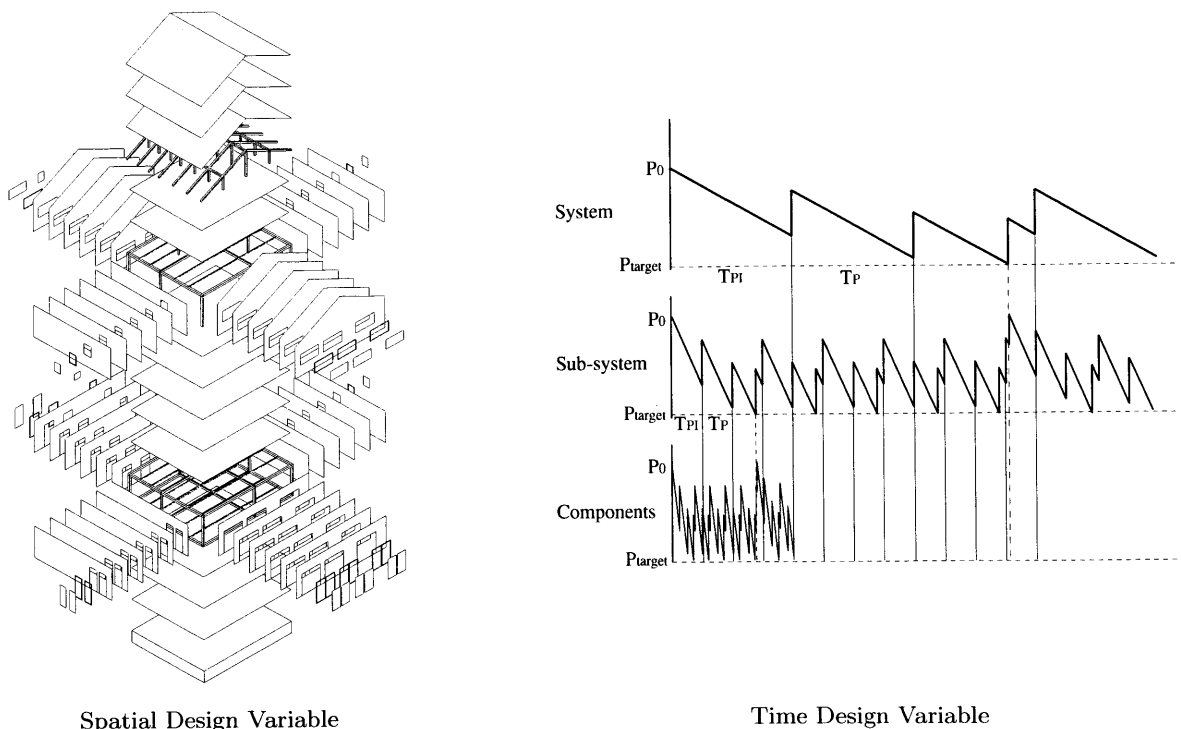 P0
System
Ptarget
TPI
TP
P0
Sub-system
Ptarget
TPI TP
P0
Components
Ptarget
Spatial Design Variable
Time Design Variable